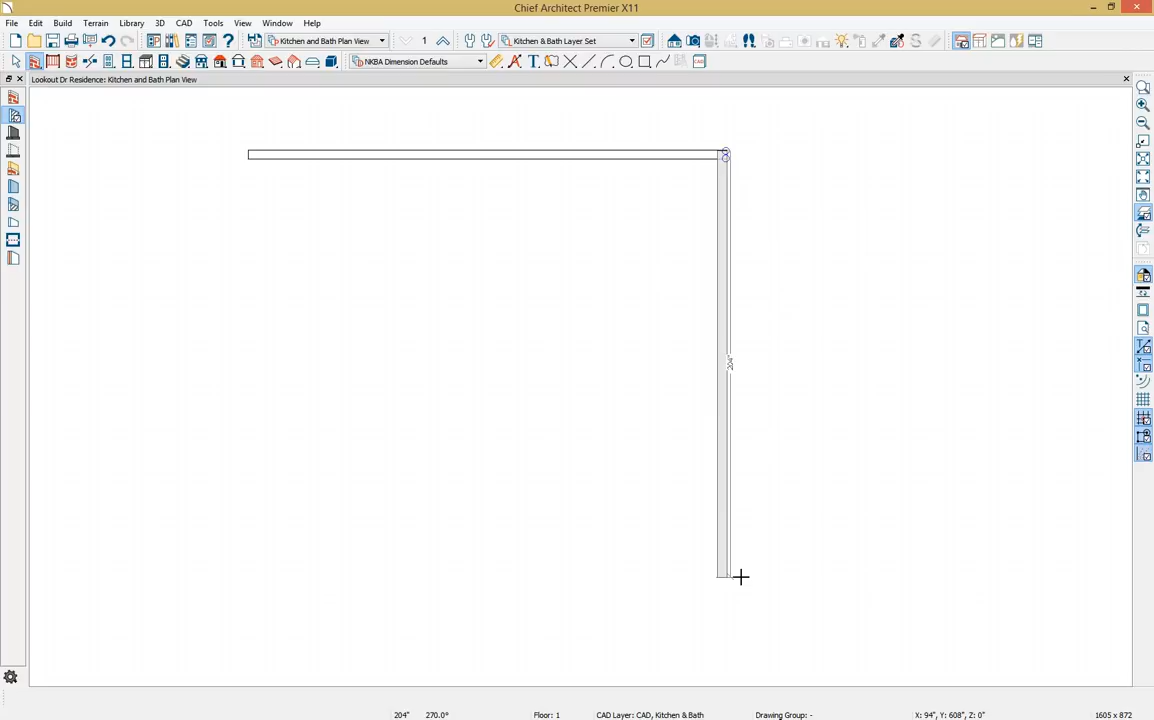 Chief Architect Premier X11
File Edit Build Terrain Library 3D CAD Tools View Window Help
Kitchen and Bath Plan View 1 Kitchen & Bath Layer Set
NKBA Dimension Defaults
Lookout Dr Residence: Kitchen and Bath Plan View
204"
204" 270.0° Floor: 1 CAD Layer: CAD, Kitchen & Bath Drawing Group: - X: 94", Y: 608", Z: 0" 1605 x 872